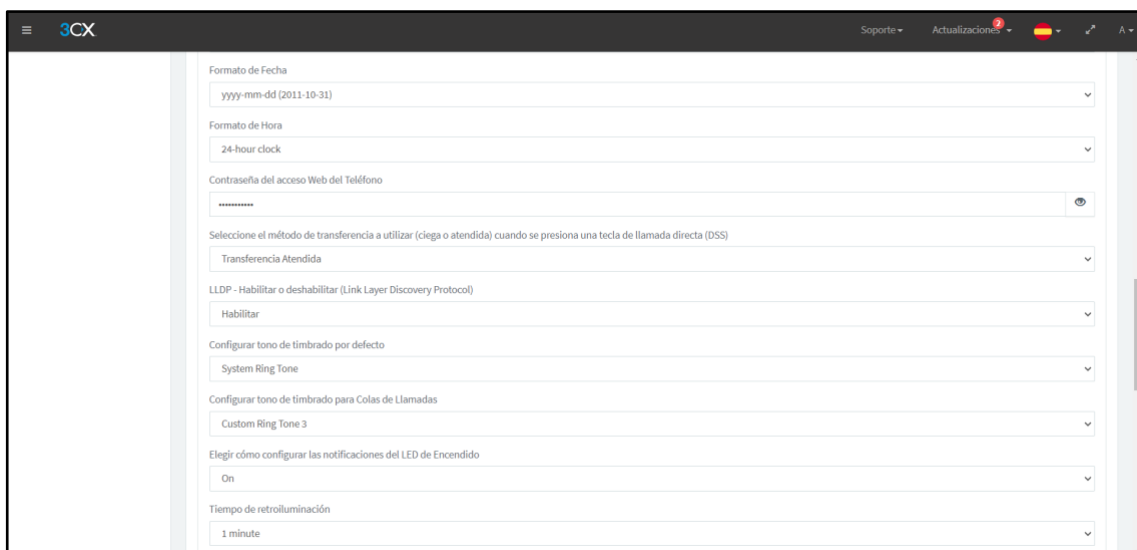 3CX
Soporte
Actualizaciones 2
A
Formato de Fecha
yyyy-mm-dd (2011-10-31)
Formato de Hora
24-hour clock
Contraseña del acceso Web del Teléfono
•••••••••••
Seleccione el método de transferencia a utilizar (ciega o atendida) cuando se presiona una tecla de llamada directa (DSS)
Transferencia Atendida
LLDP - Habilitar o deshabilitar (Link Layer Discovery Protocol)
Habilitar
Configurar tono de timbrado por defecto
System Ring Tone
Configurar tono de timbrado para Colas de Llamadas
Custom Ring Tone 3
Elegir cómo configurar las notificaciones del LED de Encendido
On
Tiempo de retroiluminación
1 minute